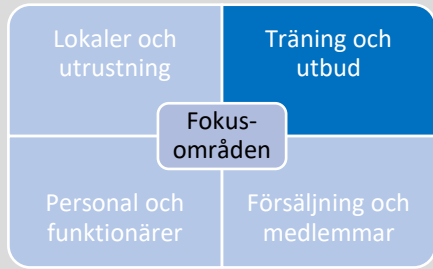 Lokaler och
utrustning
Träning och
utbud
Fokus-
områden
Personal och
funktionärer
Försäljning och
medlemmar